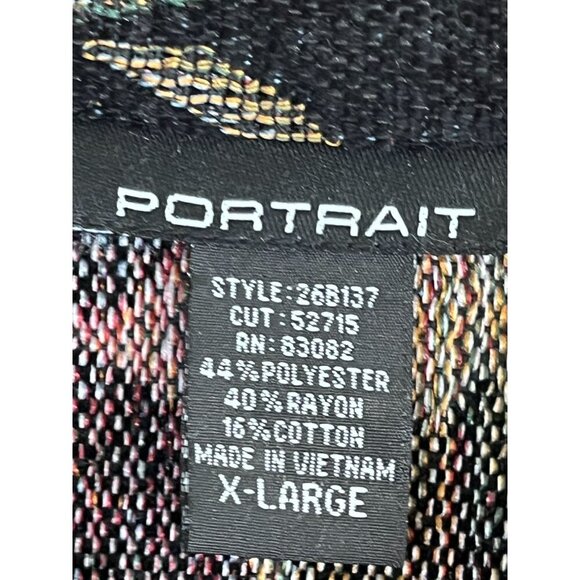 PORTRAIT
STYLE:26B137
CUT:52715
RN:83082
44%POLYESTER
40%RAYON
16%COTTON
MADE IN VIETNAM
X-LARGE